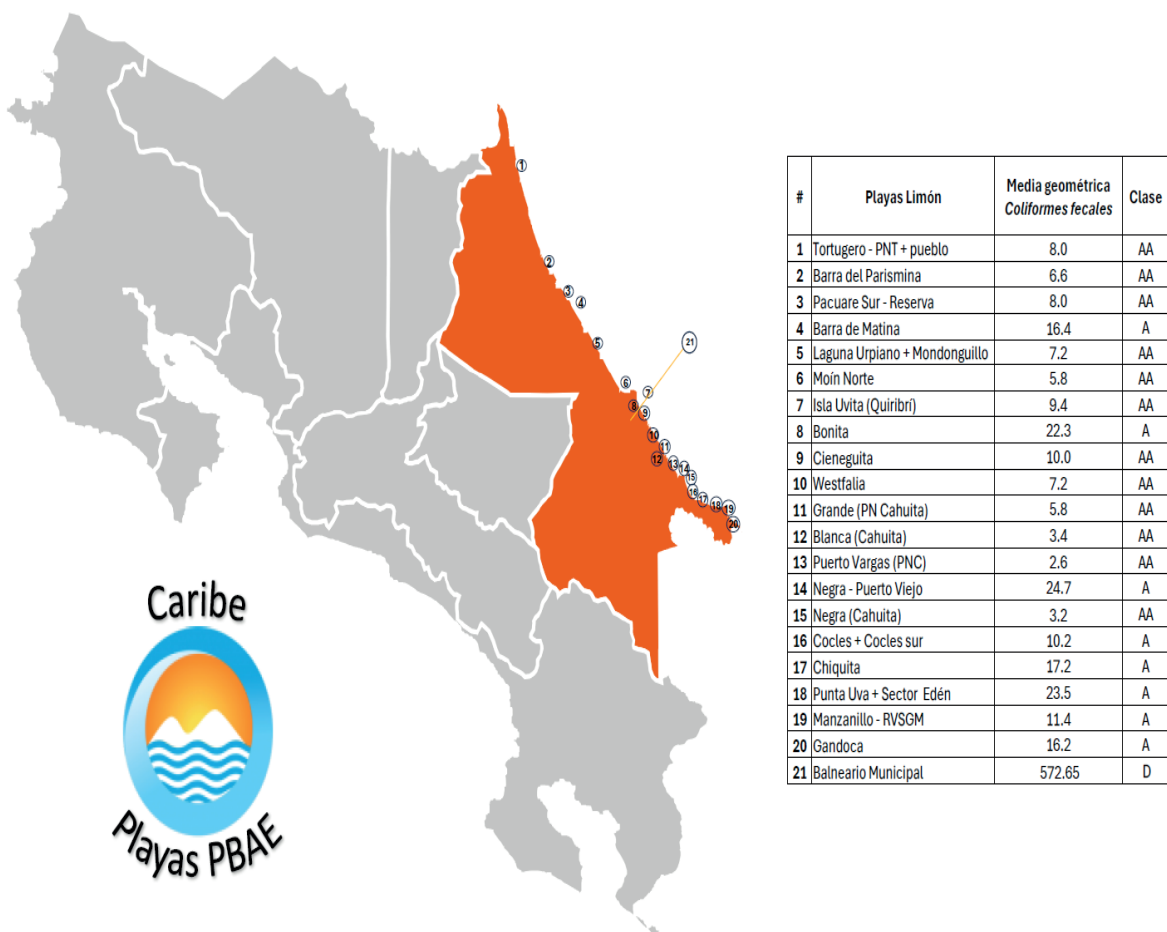 1
2
3
4
5
21
6
7
8
9
10
11
12
13
14
15
16
17
18
19
20
Caribe
Playas PBAE
# Playas Limón Media geométrica Coliformes fecales Clase
1 Tortugero - PNT + pueblo 8.0 AA
2 Barra del Parismina 6.6 AA
3 Pacuare Sur - Reserva 8.0 AA
4 Barra de Matina 16.4 A
5 Laguna Urpiano + Mondonguillo 7.2 AA
6 Moín Norte 5.8 AA
7 Isla Uvita (Quiribrí) 9.4 AA
8 Bonita 22.3 A
9 Cieneguita 10.0 AA
10 Westfalia 7.2 AA
11 Grande (PN Cahuita) 5.8 AA
12 Blanca (Cahuita) 3.4 AA
13 Puerto Vargas (PNC) 2.6 AA
14 Negra - Puerto Viejo 24.7 A
15 Negra (Cahuita) 3.2 AA
16 Cocles + Cocles sur 10.2 A
17 Chiquita 17.2 A
18 Punta Uva + Sector Edén 23.5 A
19 Manzanillo - RVSGM 11.4 A
20 Gandoca 16.2 A
21 Balneario Municipal 572.65 D